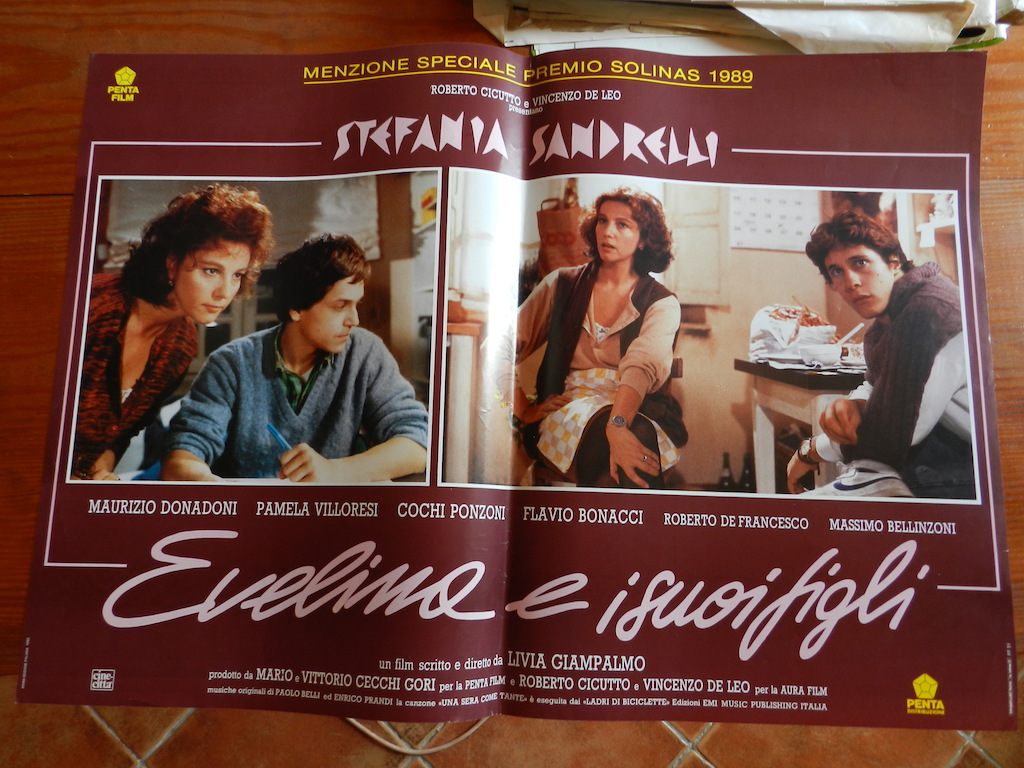 PENTA
FILM
MENZIONE SPECIALE PREMIO SOLINAS 1989
ROBERTO CICUTTO e VINCENZO DE LEO
presentano
STEFANIA SANDRELLI
MAURIZIO DONADONI PAMELA VILLORESI COCHI PONZONI FLAVIO BONACCI ROBERTO DE FRANCESCO MASSIMO BELLINZONI
Evelina e i suoi figli
un film scritto e diretto da LIVIA GIAMPALMO
prodotto da MARIO e VITTORIO CECCHI GORI per la PENTA FILM e ROBERTO CICUTTO e VINCENZO DE LEO per la AURA FILM
musiche originali di PAOLO BELLI ed ENRICO PRANDI la canzone «UNA SERA COME TANTE» è eseguita dai «LADRI DI BICICLETTE» Edizioni EMI MUSIC PUBLISHING ITALIA
cine-
città
PENTA
DISTRIBUZIONE